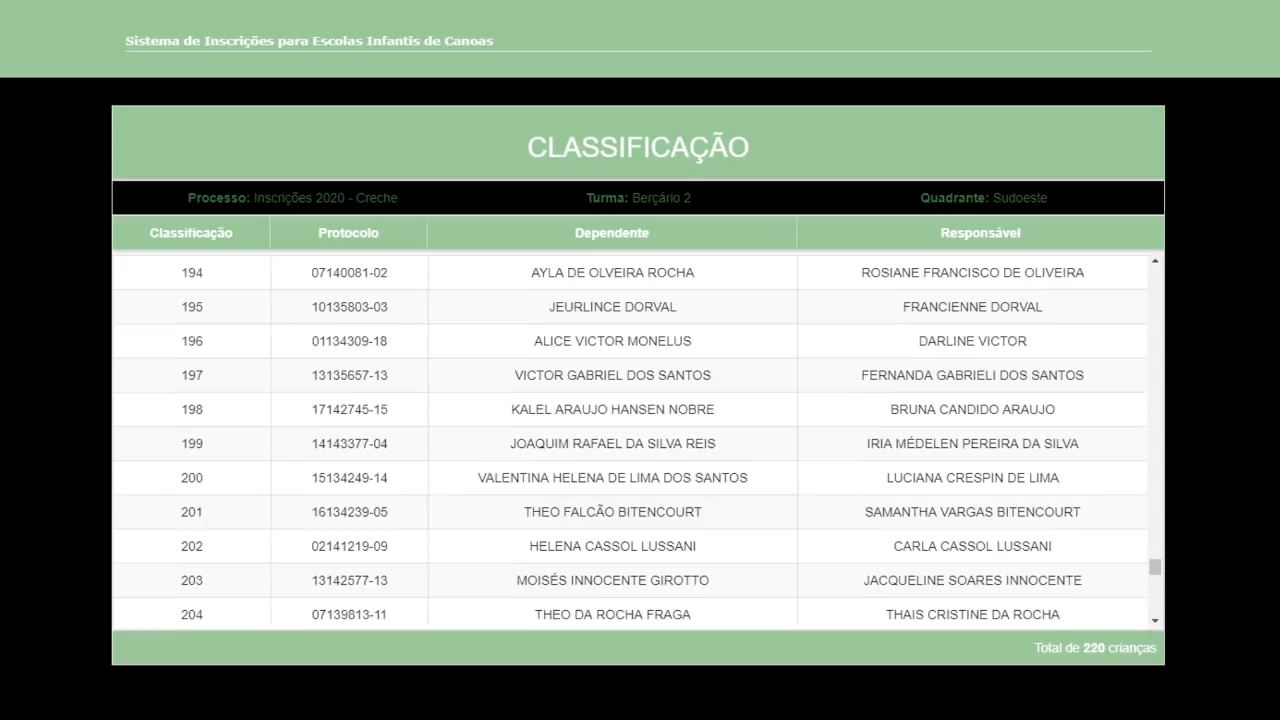 Sistema de Inscrições para Escolas Infantis de Canoas
CLASSIFICAÇÃO
Processo: Inscrições 2020 - Creche Turma: Berçário 2 Quadrante: Sudoeste
Classificação Protocolo Dependente Responsável
194 07140081-02 AYLA DE OLVEIRA ROCHA ROSIANE FRANCISCO DE OLIVEIRA
195 10135803-03 JEURLINCE DORVAL FRANCIENNE DORVAL
196 01134309-18 ALICE VICTOR MONELUS DARLINE VICTOR
197 13135657-13 VICTOR GABRIEL DOS SANTOS FERNANDA GABRIELI DOS SANTOS
198 17142745-15 KALEL ARAUJO HANSEN NOBRE BRUNA CANDIDO ARAUJO
199 14143377-04 JOAQUIM RAFAEL DA SILVA REIS IRIA MÉDELEN PEREIRA DA SILVA
200 15134249-14 VALENTINA HELENA DE LIMA DOS SANTOS LUCIANA CRESPIN DE LIMA
201 16134239-05 THEO FALCÃO BITENCOURT SAMANTHA VARGAS BITENCOURT
202 02141219-09 HELENA CASSOL LUSSANI CARLA CASSOL LUSSANI
203 13142577-13 MOISÉS INNOCENTE GIROTTO JACQUELINE SOARES INNOCENTE
204 07139813-11 THEO DA ROCHA FRAGA THAIS CRISTINE DA ROCHA
Total de 220 crianças